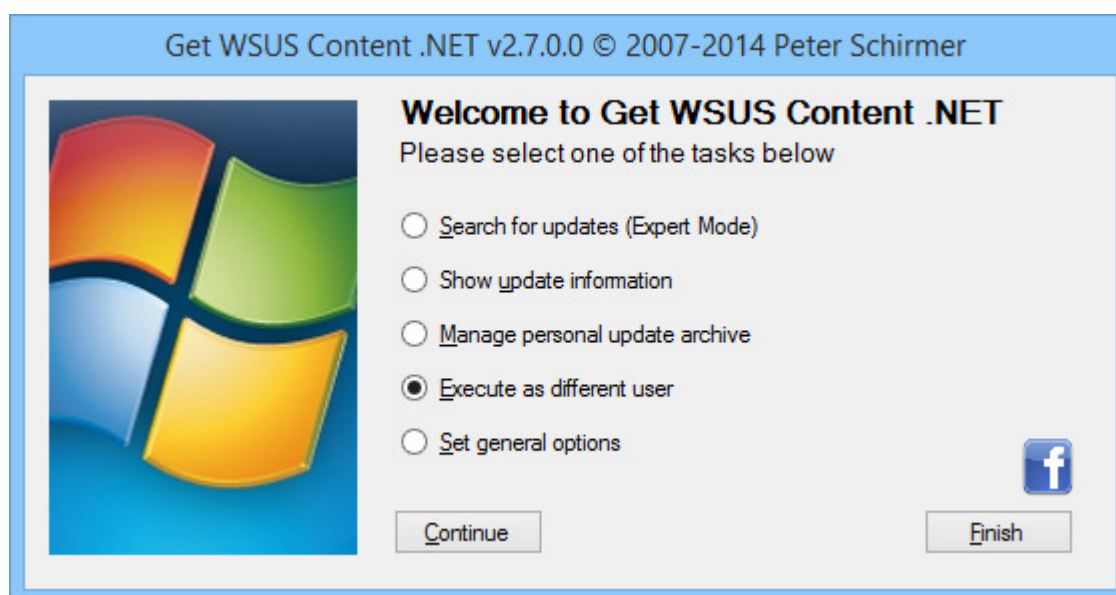 Get WSUS Content .NET v2.7.0.0 © 2007-2014 Peter Schirmer
Welcome to Get WSUS Content .NET
Please select one of the tasks below
Search for updates (Expert Mode)
Show update information
Manage personal update archive
Execute as different user
Set general options
Continue
Finish